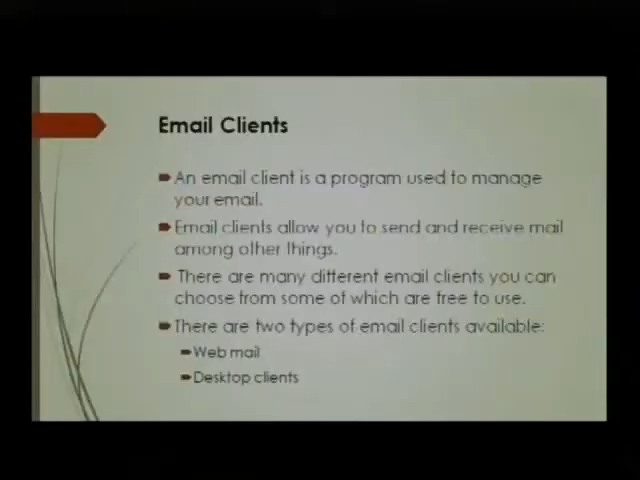 Email Clients
An email client is a program used to manage
your email.
Email clients allow you to send and receive mail
among other things.
There are many different email clients you can
choose from some of which are free to use.
There are two types of email clients available:
Web mail
Desktop clients